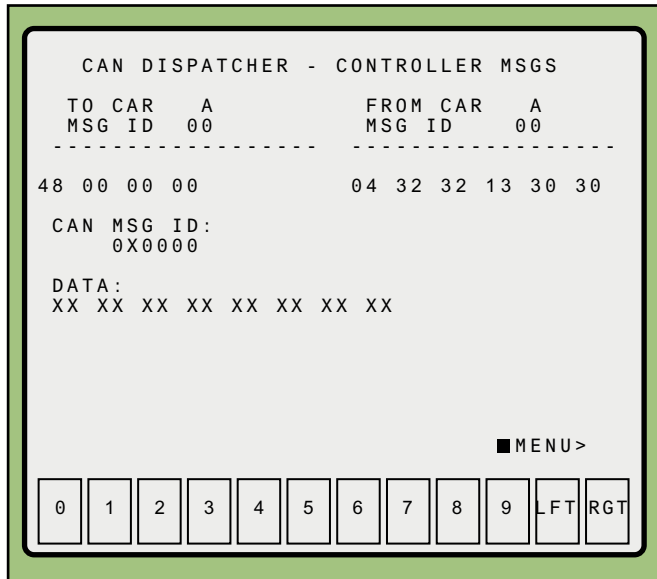 CAN DISPATCHER - CONTROLLER MSGS
TO CAR A FROM CAR A
MSG ID 00 MSG ID 00
- - - - - - - - - - - - - - - - - - - - - - - - - - - - - - - - - - - -
48 00 00 00 04 32 32 13 30 30
CAN MSG ID:
0X0000
DATA:
XX XX XX XX XX XX XX XX
■MENU>
0 1 2 3 4 5 6 7 8 9 LFT RGT